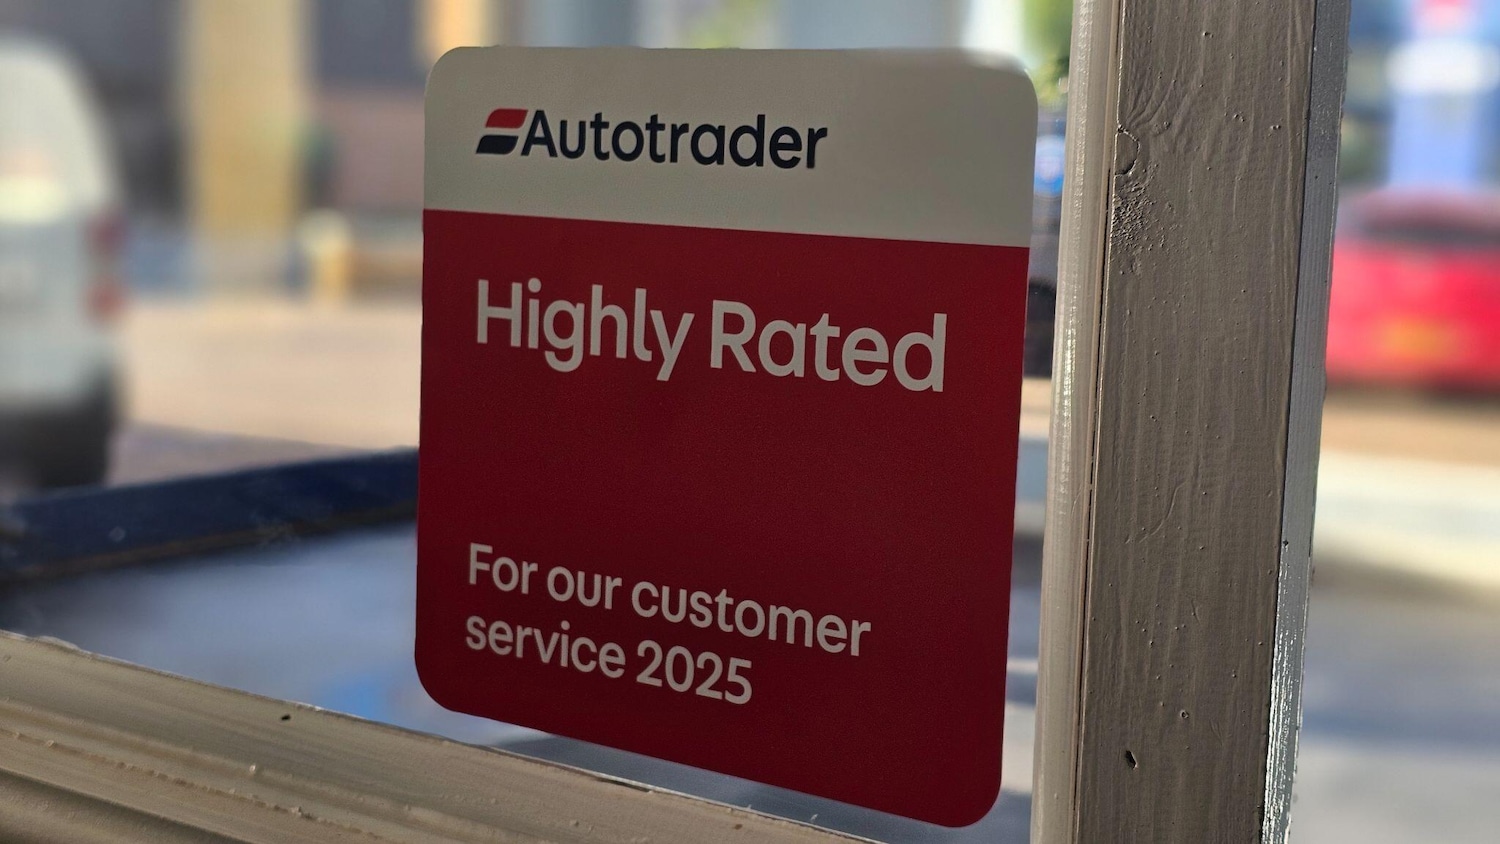 Autotrader
Highly Rated
For our customer
service 2025